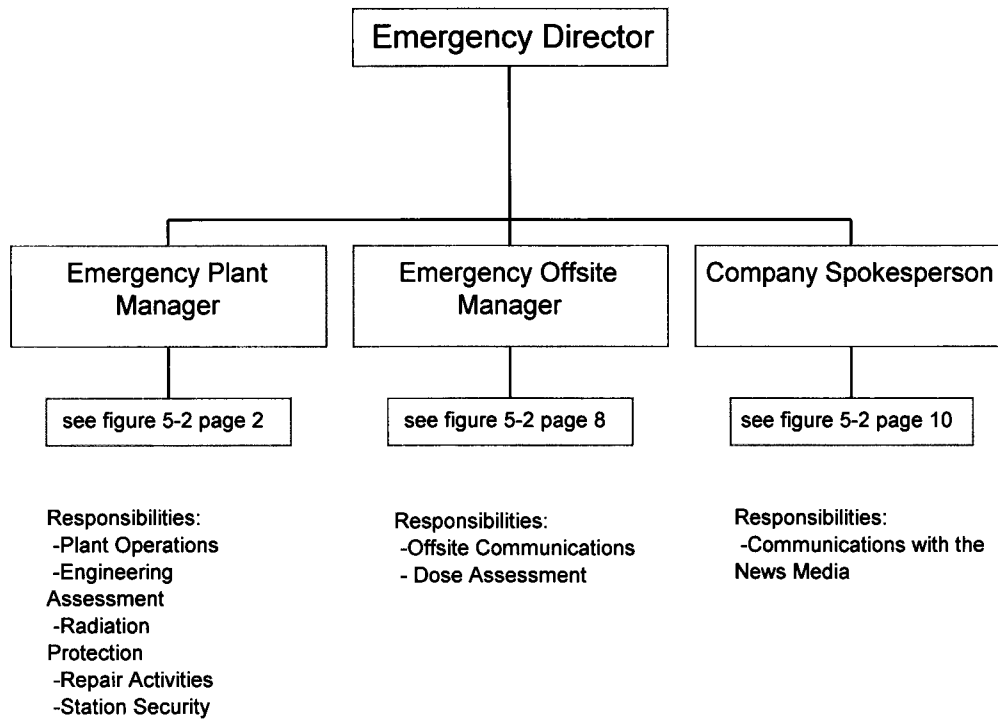 Emergency Director
Emergency Plant
Manager
Emergency Offsite
Manager
Company Spokesperson
see figure 5-2 page 2
see figure 5-2 page 8
see figure 5-2 page 10
Responsibilities:
-Plant Operations
-Engineering
Assessment
-Radiation
Protection
-Repair Activities
-Station Security
Responsibilities:
-Offsite Communications
- Dose Assessment
Responsibilities:
-Communications with the
News Media